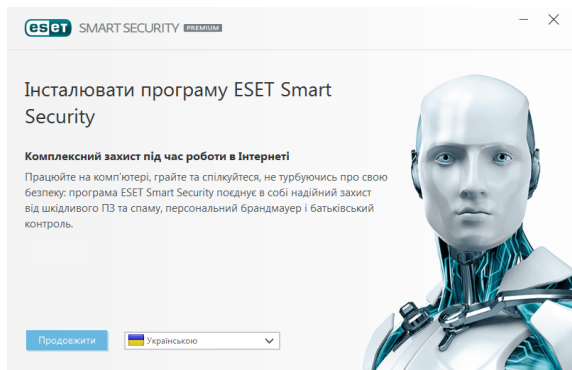 eset SMART SECURITY PREMIUM
Інсталювати програму ESET Smart
Security
Комплексний захист під час роботи в Інтернеті
Працюйте на комп'ютері, грайте та спілкуйтеся, не турбуючись про свою
безпеку: програма ESET Smart Security поєднує в собі надійний захист
від шкідливого ПЗ та спаму, персональний брандмауер і батьківський
контроль.
Продовжити
Українською